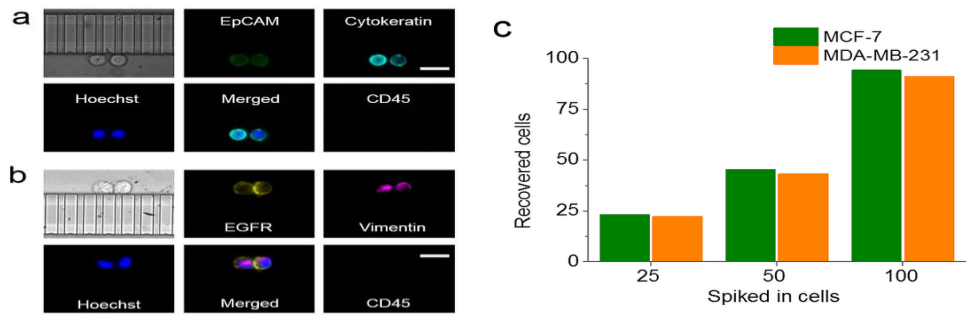 a
EpCAM
Cytokeratin
Hoechst
Merged
CD45
b
EGFR
Vimentin
Hoechst
Merged
CD45
c
MCF-7
MDA-MB-231
100
75
50
25
0
Recovered cells
25
50
100
Spiked in cells